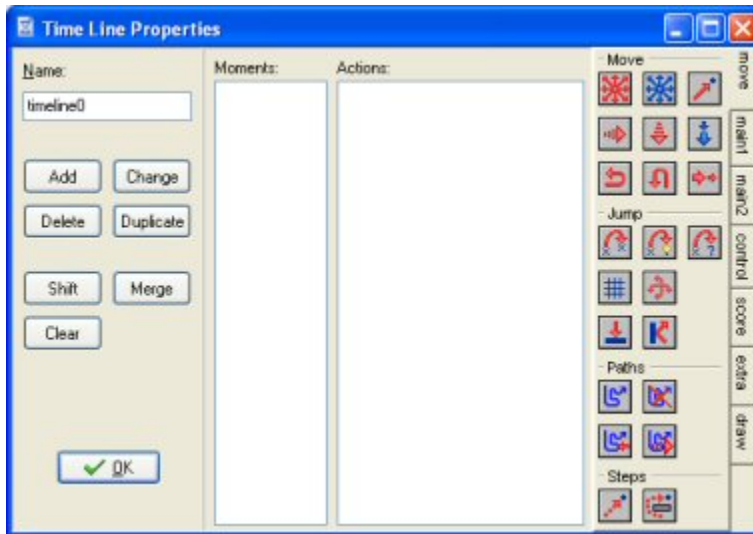 Time Line Properties
Name:
timeline0
Add
Change
Delete
Duplicate
Shift
Merge
Clear
OK
Moments:
Actions:
Move
Jump
Paths
Steps
move
main1
main2
control
score
extra
draw